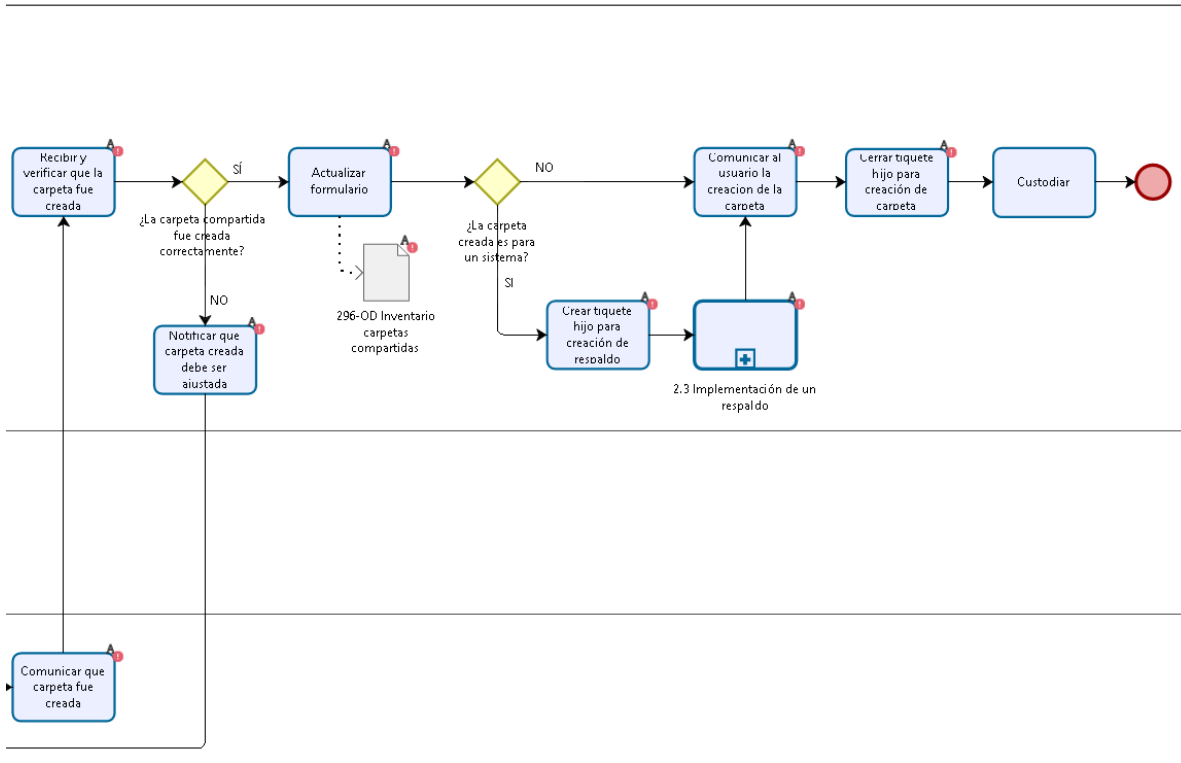 Recibir y
verificar que la
carpeta fue
creada
¿La carpeta compartida
fue creada
correctamente?
SÍ
NO
Notificar que
carpeta creada
debe ser
ajustada
Actualizar
formulario
296-OD Inventario
carpetas
compartidas
¿La carpeta
creada es para
un sistema?
NO
SI
Crear tiquete
hijo para
creación de
respaldo
2.3 Implementación de un
respaldo
Comunicar al
usuario la
creacion de la
carpeta
Cerrar tiquete
hijo para
creación de
carpeta
Custodiar
Comunicar que
carpeta fue
creada